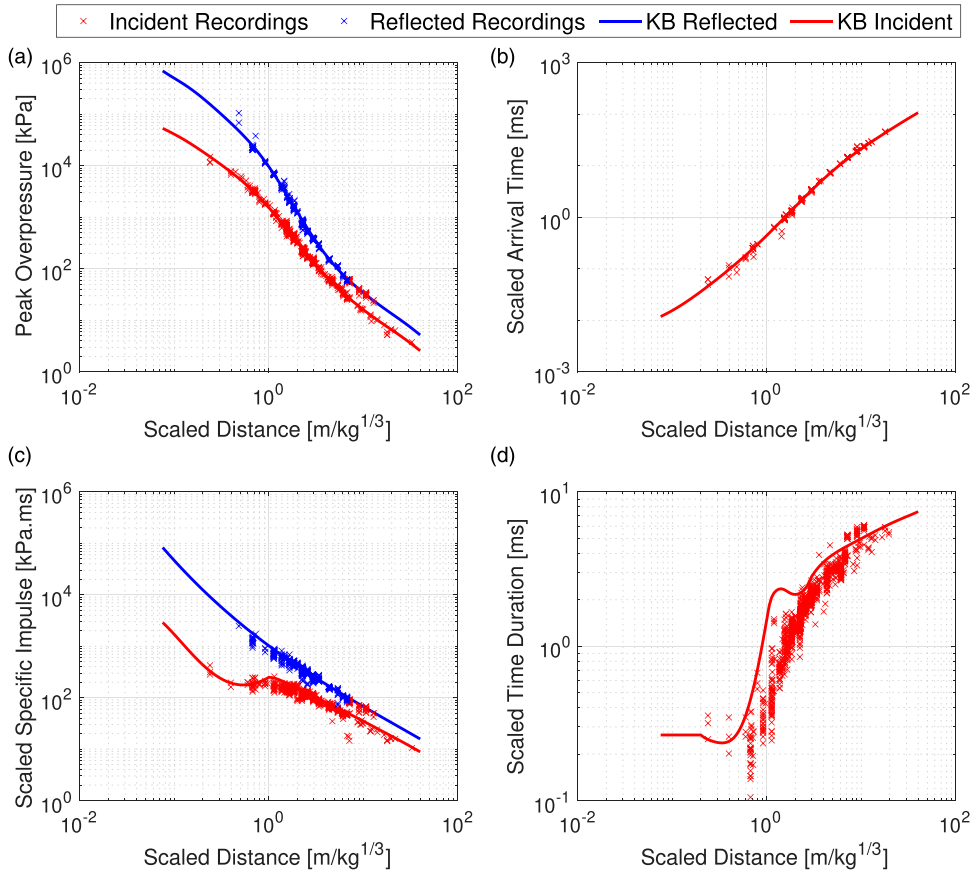 Incident Recordings Reflected Recordings KB Reflected KB Incident
(a)
10^6
10^4
10^2
10^0
Peak Overpressure [kPa]
10^-2 10^0 10^2
Scaled Distance [m/kg^1/3]
(b)
10^3
10^0
10^-3
Scaled Arrival Time [ms]
10^-2 10^0 10^2
Scaled Distance [m/kg^1/3]
(c)
10^6
10^4
10^2
10^0
Scaled Specific Impulse [kPa.ms]
10^-2 10^0 10^2
Scaled Distance [m/kg^1/3]
(d)
10^1
10^0
10^-1
Scaled Time Duration [ms]
10^-2 10^0 10^2
Scaled Distance [m/kg^1/3]